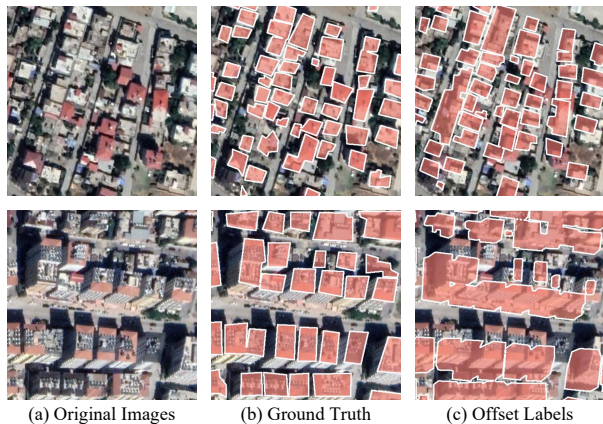 (a) Original Images
(b) Ground Truth
(c) Offset Labels